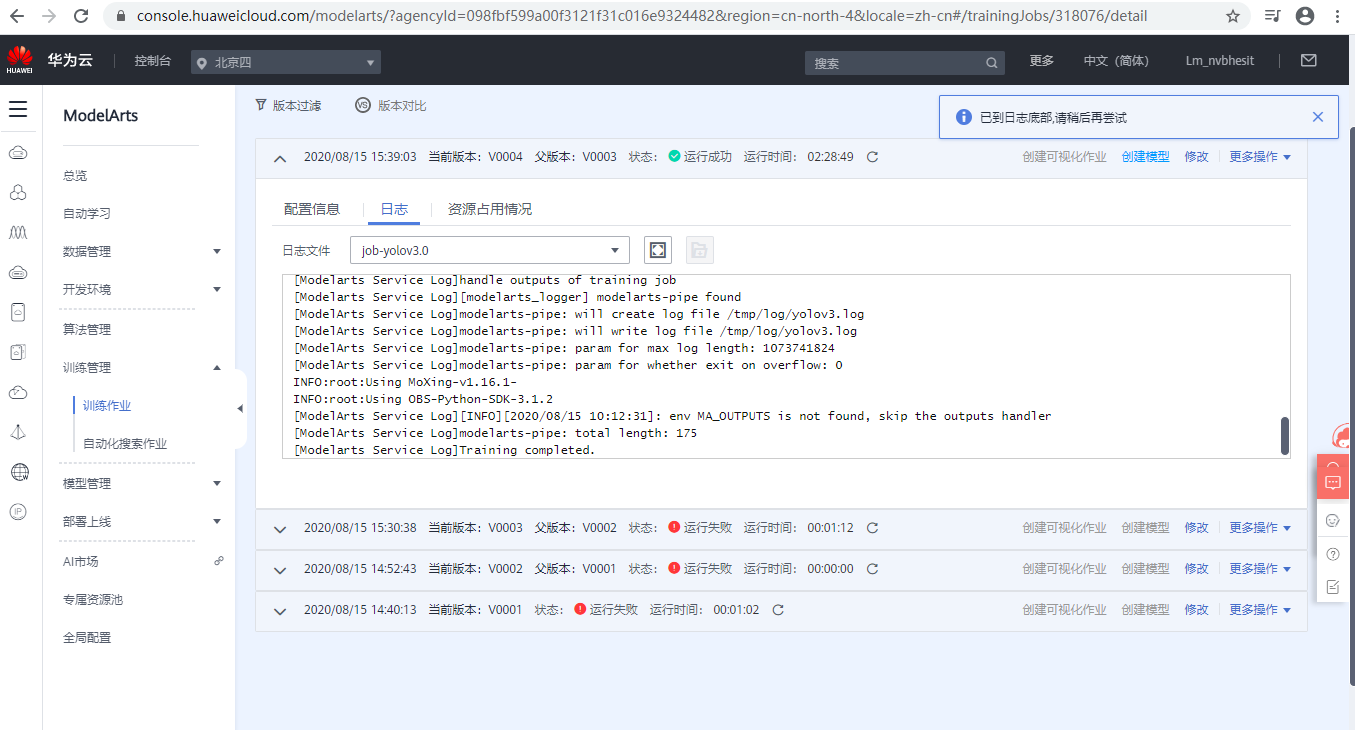 console.huaweicloud.com/modelarts/?agencyId=098fbf599a00f3121f31c016e9324482&region=cn-north-4&locale=zh-cn#/trainingJobs/318076/detail
HUAWEI 华为云 控制台 北京四 搜索 更多 中文（简体） Lm_nvbhesit
ModelArts
总览
自动学习
数据管理
开发环境
算法管理
训练管理
训练作业
自动化搜索作业
模型管理
部署上线
AI市场
专属资源池
全局配置
版本过滤 VS 版本对比
已到日志底部,请稍后再尝试
2020/08/15 15:39:03 当前版本：V0004 父版本：V0003 状态： 运行成功 运行时间： 02:28:49 创建可视化作业 创建模型 修改 更多操作
配置信息 日志 资源占用情况
日志文件 job-yolov3.0
[Modelarts Service Log]handle outputs of training job
[Modelarts Service Log][modelarts_logger] modelarts-pipe found
[ModelArts Service Log]modelarts-pipe: will create log file /tmp/log/yolov3.log
[ModelArts Service Log]modelarts-pipe: will write log file /tmp/log/yolov3.log
[ModelArts Service Log]modelarts-pipe: param for max log length: 1073741824
[ModelArts Service Log]modelarts-pipe: param for whether exit on overflow: 0
INFO:root:Using MoXing-v1.16.1-
INFO:root:Using OBS-Python-SDK-3.1.2
[ModelArts Service Log][INFO][2020/08/15 10:12:31]: env MA_OUTPUTS is not found, skip the outputs handler
[ModelArts Service Log]modelarts-pipe: total length: 175
[Modelarts Service Log]Training completed.
2020/08/15 15:30:38 当前版本：V0003 父版本：V0002 状态： 运行失败 运行时间： 00:01:12 创建可视化作业 创建模型 修改 更多操作
2020/08/15 14:52:43 当前版本：V0002 父版本：V0001 状态： 运行失败 运行时间： 00:00:00 创建可视化作业 创建模型 修改 更多操作
2020/08/15 14:40:13 当前版本：V0001 状态： 运行失败 运行时间： 00:01:02 创建可视化作业 创建模型 修改 更多操作